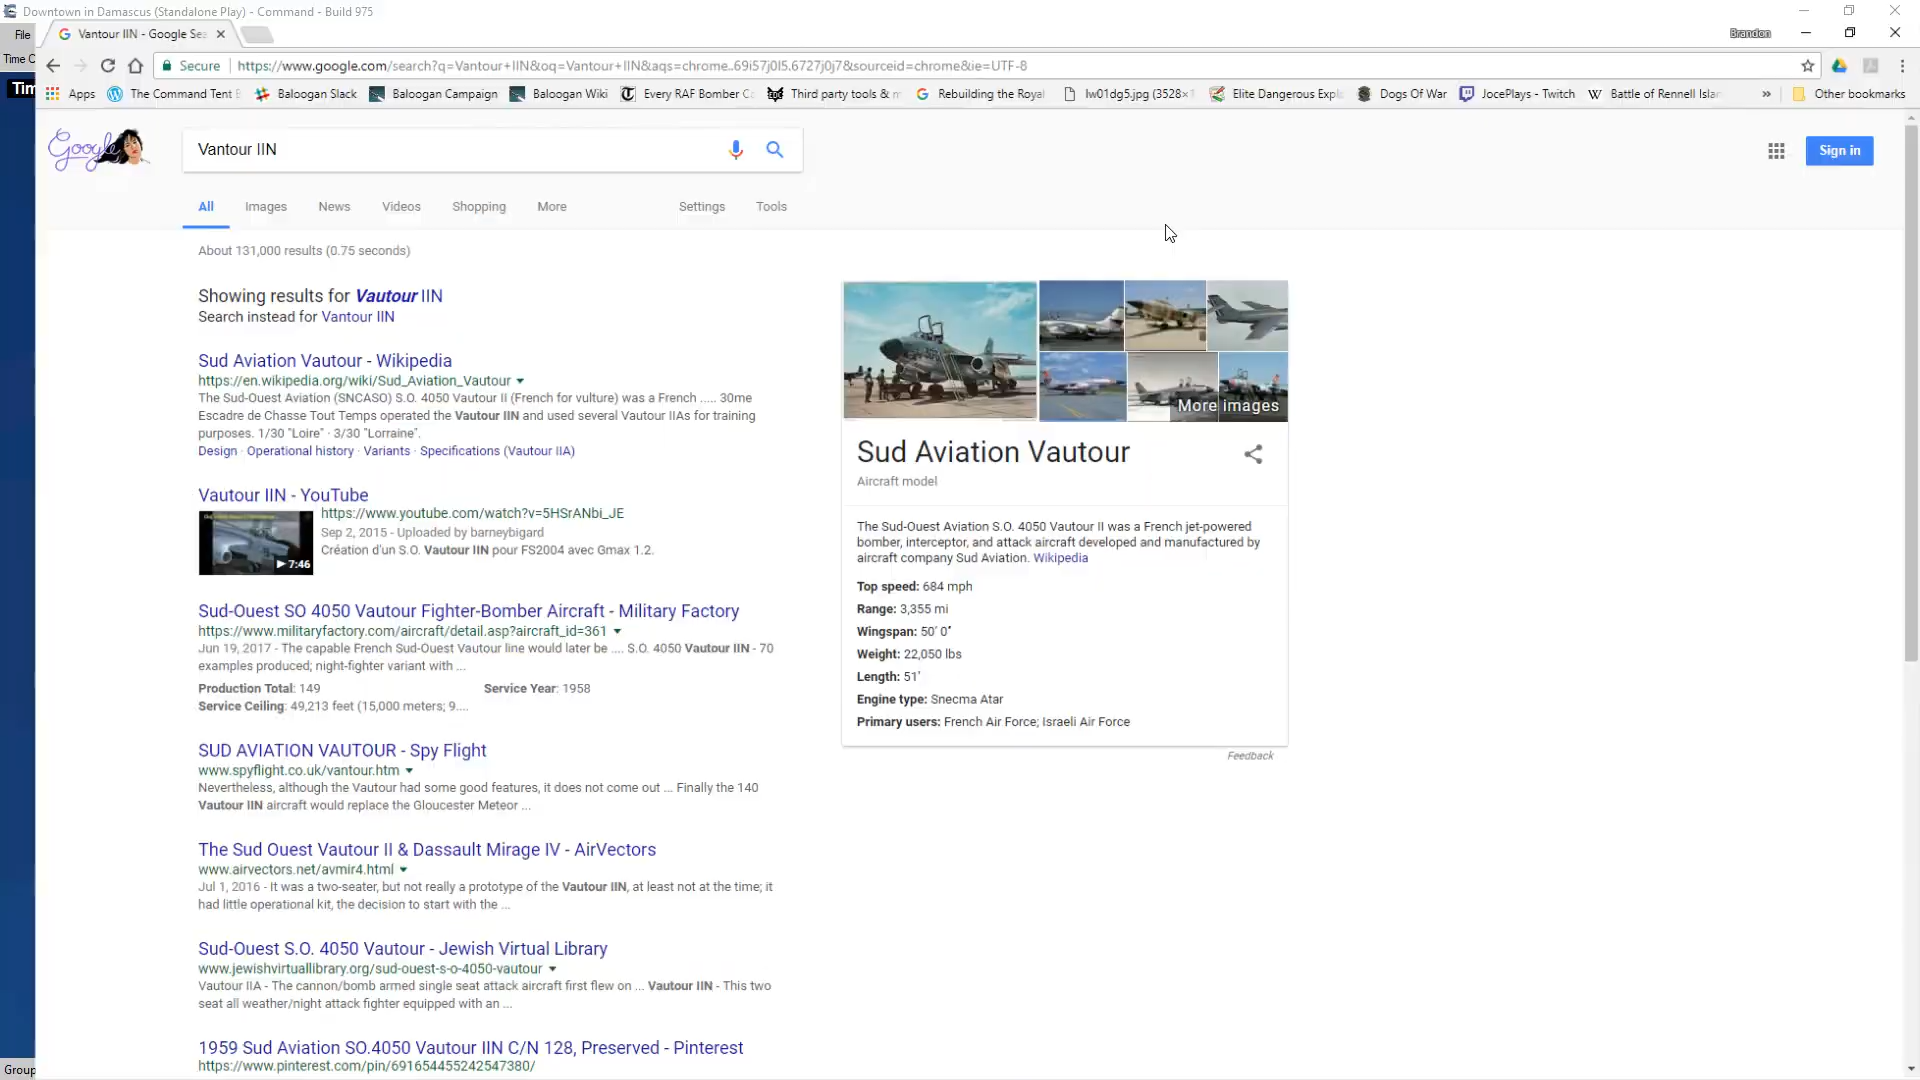 Downtown in Damascus (Standalone Play) - Command - Build 975
File
Vantour IIN - Google Sea
Brandon
Time C
Secure
https://www.google.com/search?q=Vantour+IIN&oq=Vantour+IIN&aqs=chrome..69i57j0l5.6727j0j7&sourceid=chrome&ie=UTF-8
Tim
Apps
The Command Tent E
Baloogan Slack
Baloogan Campaign
Baloogan Wiki
Every RAF Bomber C
Third party tools & m
Rebuilding the Royal
lw01dg5.jpg (3528×1
Elite Dangerous Expl
Dogs Of War
JocePlays - Twitch
Battle of Rennell Islan
»
Other bookmarks
Google
Vantour IIN
Sign in
All
Images
News
Videos
Shopping
More
Settings
Tools
About 131,000 results (0.75 seconds)
Showing results for Vautour IIN
Search instead for Vantour IIN
Sud Aviation Vautour - Wikipedia
https://en.wikipedia.org/wiki/Sud_Aviation_Vautour
The Sud-Ouest Aviation (SNCASO) S.O. 4050 Vautour II (French for vulture) was a French ..... 30me
Escadre de Chasse Tout Temps operated the Vautour IIN and used several Vautour IIAs for training
purposes. 1/30 "Loire" · 3/30 "Lorraine".
Design · Operational history · Variants · Specifications (Vautour IIA)
Vautour IIN - YouTube
https://www.youtube.com/watch?v=5HSrANbi_JE
Sep 2, 2015 - Uploaded by barneybigard
Création d'un S.O. Vautour IIN pour FS2004 avec Gmax 1.2.
7:46
Sud-Ouest SO 4050 Vautour Fighter-Bomber Aircraft - Military Factory
https://www.militaryfactory.com/aircraft/detail.asp?aircraft_id=361
Jun 19, 2017 - The capable French Sud-Ouest Vautour line would later be .... S.O. 4050 Vautour IIN - 70
examples produced; night-fighter variant with ...
Production Total: 149
Service Year: 1958
Service Ceiling: 49,213 feet (15,000 meters; 9....
SUD AVIATION VAUTOUR - Spy Flight
www.spyflight.co.uk/vantour.htm
Nevertheless, although the Vautour had some good features, it does not come out ... Finally the 140
Vautour IIN aircraft would replace the Gloucester Meteor ...
The Sud Ouest Vautour II & Dassault Mirage IV - AirVectors
www.airvectors.net/avmir4.html
Jul 1, 2016 - It was a two-seater, but not really a prototype of the Vautour IIN, at least not at the time; it
had little operational kit, the decision to start with the ...
Sud-Ouest S.O. 4050 Vautour - Jewish Virtual Library
www.jewishvirtuallibrary.org/sud-ouest-s-o-4050-vautour
Vautour IIA - The cannon/bomb armed single seat attack aircraft first flew on ... Vautour IIN - This two
seat all weather/night attack fighter equipped with an ...
1959 Sud Aviation SO.4050 Vautour IIN C/N 128, Preserved - Pinterest
https://www.pinterest.com/pin/691654455242547380/
More images
Sud Aviation Vautour
Aircraft model
The Sud-Ouest Aviation S.O. 4050 Vautour II was a French jet-powered
bomber, interceptor, and attack aircraft developed and manufactured by
aircraft company Sud Aviation. Wikipedia
Top speed: 684 mph
Range: 3,355 mi
Wingspan: 50′ 0″
Weight: 22,050 lbs
Length: 51′
Engine type: Snecma Atar
Primary users: French Air Force; Israeli Air Force
Feedback
Group